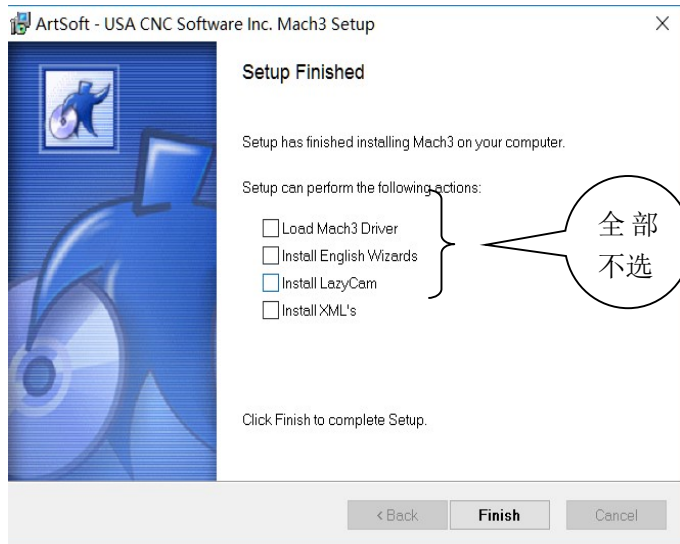 ArtSoft - USA CNC Software Inc. Mach3 Setup
Setup Finished
Setup has finished installing Mach3 on your computer.
Setup can perform the following actions:
Load Mach3 Driver
Install English Wizards
Install LazyCam
Install XML's
全部
不选
Click Finish to complete Setup.
< Back
Finish
Cancel